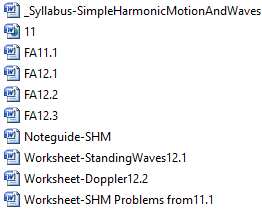 _Syllabus-SimpleHarmonicMotionAndWaves
11
FA11.1
FA12.1
FA12.2
FA12.3
Noteguide-SHM
Worksheet-StandingWaves12.1
Worksheet-Doppler12.2
Worksheet-SHM Problems from11.1